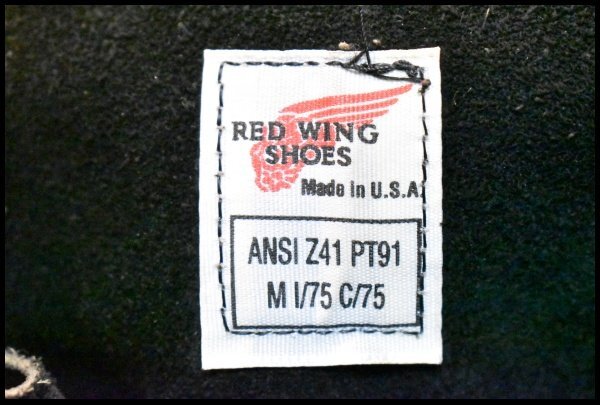 RED WING
SHOES
Made in U.S.A
ANSI Z41 PT91
M I/75 C/75